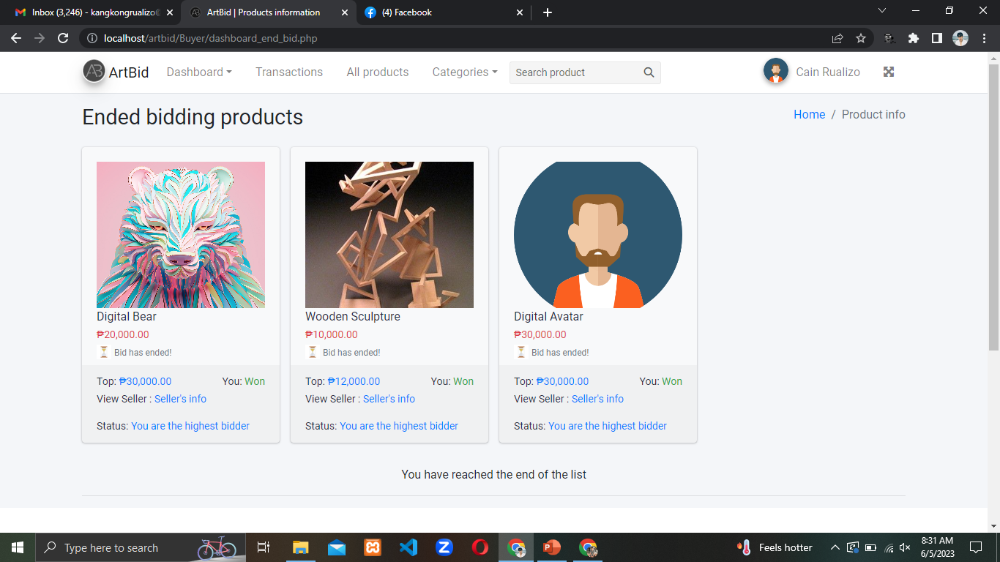 Inbox (3,246) - kangkongrualizo@
ArtBid | Products information
(4) Facebook
localhost/artbid/Buyer/dashboard_end_bid.php
AB ArtBid Dashboard Transactions All products Categories Search product Cain Rualizo
Ended bidding products
Home / Product info
Digital Bear
₱20,000.00
Bid has ended!
Top: ₱30,000.00 You: Won
View Seller : Seller's info
Status: You are the highest bidder
Wooden Sculpture
₱10,000.00
Bid has ended!
Top: ₱12,000.00 You: Won
View Seller : Seller's info
Status: You are the highest bidder
Digital Avatar
₱30,000.00
Bid has ended!
Top: ₱30,000.00 You: Won
View Seller : Seller's info
Status: You are the highest bidder
You have reached the end of the list
Type here to search
Feels hotter
8:31 AM
6/5/2023